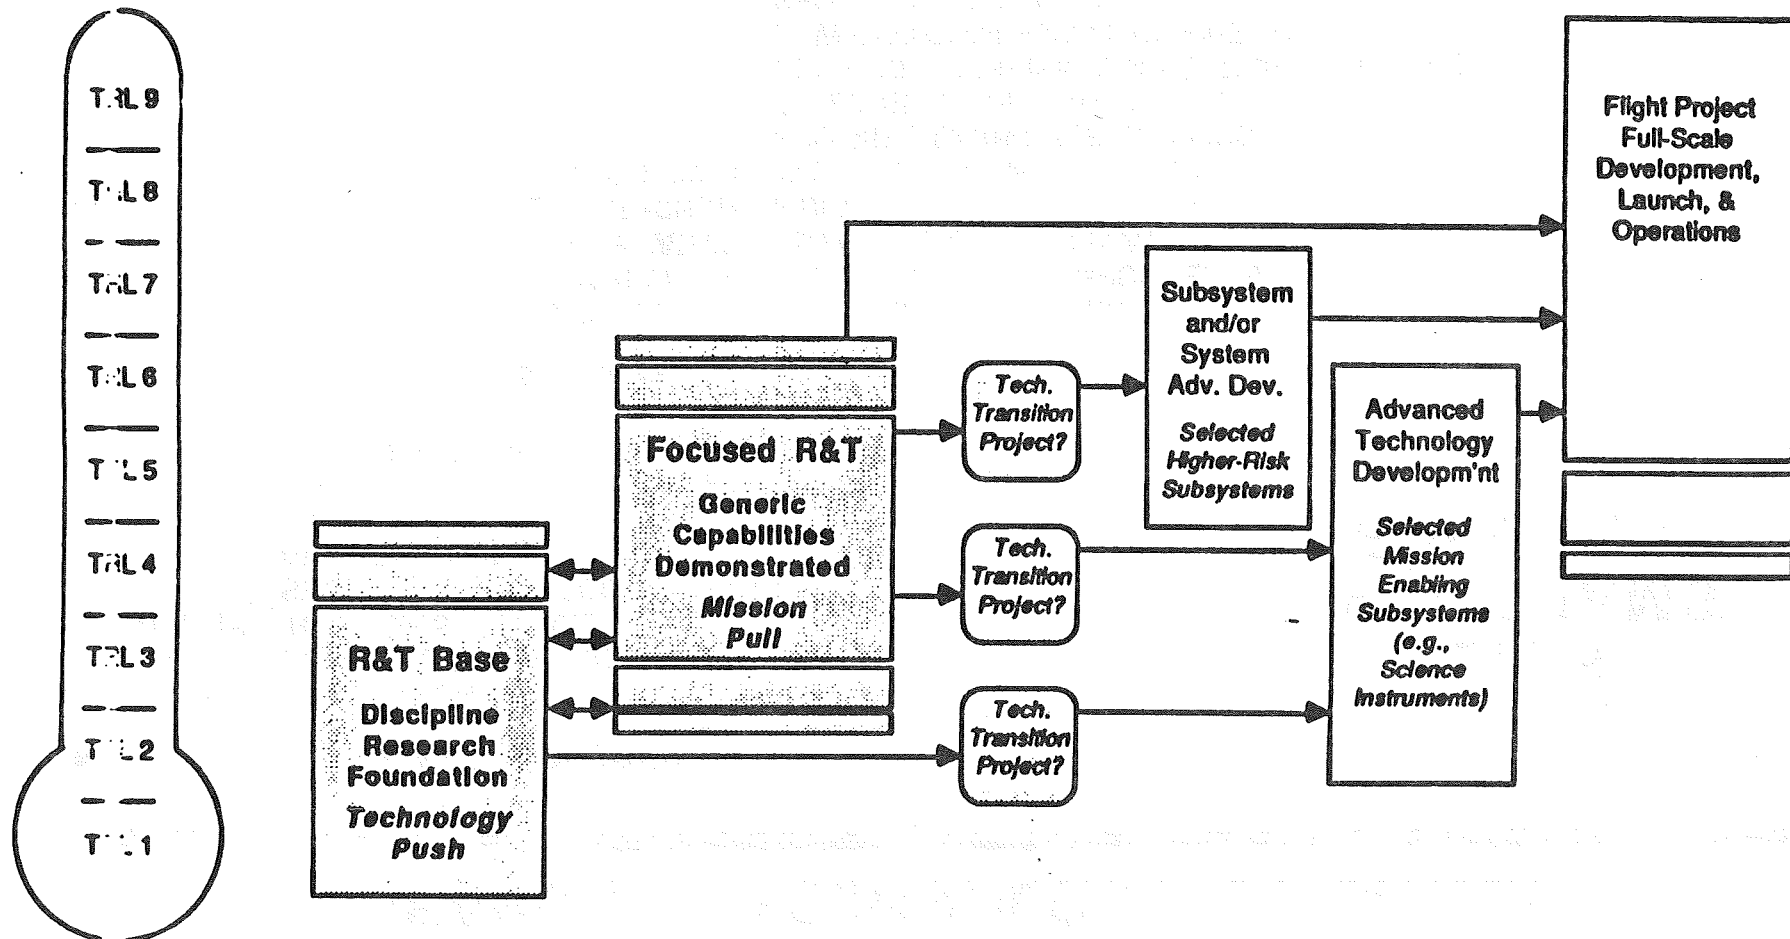 TRL 9
TRL 8
TRL 7
TRL 6
TRL 5
TRL 4
TRL 3
TRL 2
TRL 1
R&T Base
Discipline
Research
Foundation
Technology
Push
Focused R&T
Generic
Capabilities
Demonstrated
Mission
Pull
Tech.
Transition
Project?
Tech.
Transition
Project?
Tech.
Transition
Project?
Subsystem
and/or
System
Adv. Dev.
Selected
Higher-Risk
Subsystems
Advanced
Technology
Developm'nt
Selected
Mission
Enabling
Subsystems
(e.g.,
Science
Instruments)
Flight Project
Full-Scale
Development,
Launch, &
Operations